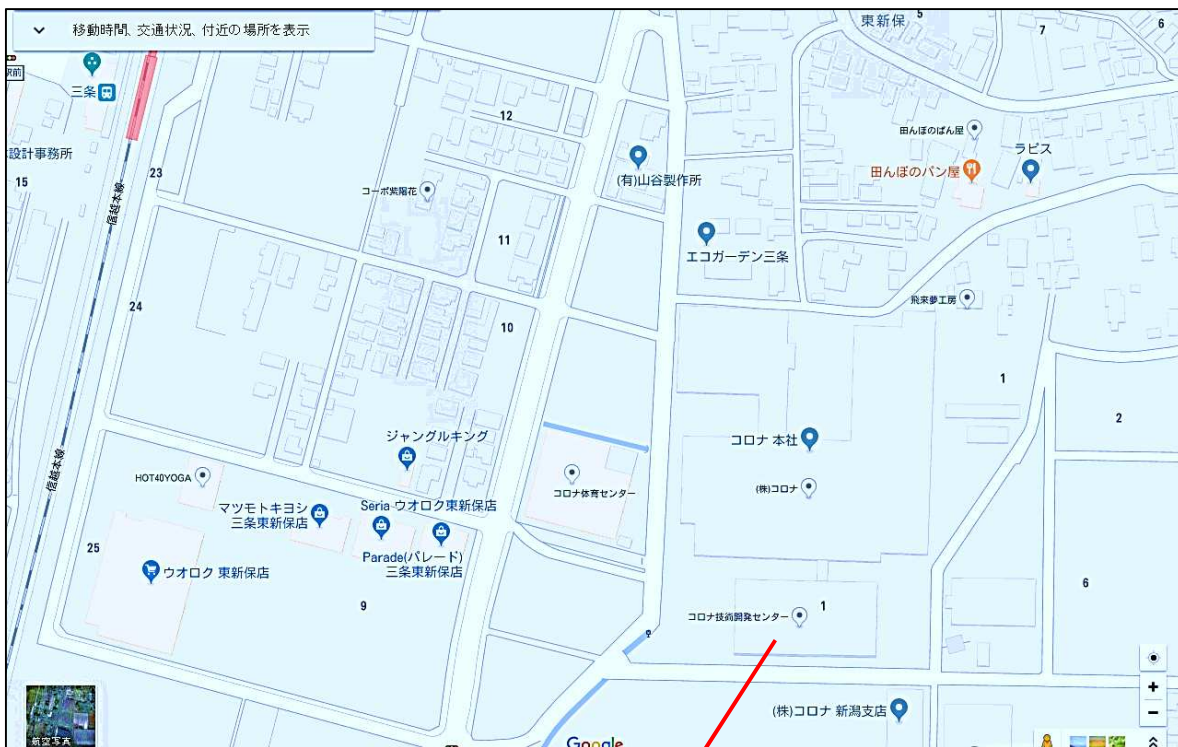 移動時間、交通状況、付近の場所を表示
東新保
5
6
7
駅前
三条
設計事務所
15
23
信越本線
12
(有)山谷製作所
コーポ紫陽花
11
田んぼのぱん屋
田んぼのパン屋
ラピス
エコガーデン三条
飛来夢工房
24
10
1
2
ジャングルキング
コロナ 本社
(株)コロナ
コロナ体育センター
HOT40YOGA
マツモトキヨシ
三条東新保店
Seria ウオロク東新保店
Parade(パレード)
三条東新保店
25
ウオロク 東新保店
9
信越本線
コロナ技術開発センター
1
6
(株)コロナ 新潟支店
航空写真
Google